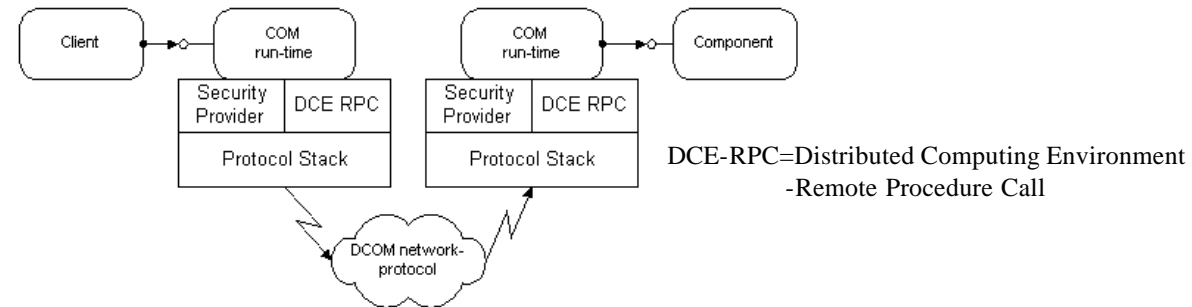 Client
COM
run-time
COM
run-time
Component
Security
Provider
DCE RPC
Protocol Stack
Security
Provider
DCE RPC
Protocol Stack
DCE-RPC=Distributed Computing Environment
-Remote Procedure Call
DCOM network-
protocol